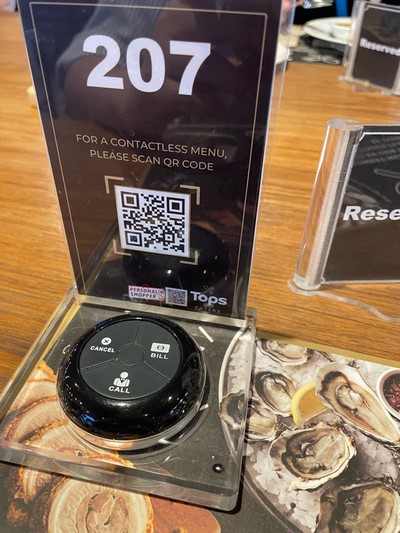 207
FOR A CONTACTLESS MENU,
PLEASE SCAN QR CODE
PERSONAL
SHOPPER
Tops
CANCEL
BILL
CALL
Reserved
Rese